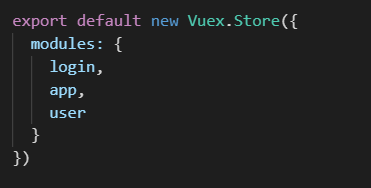 export default new Vuex.Store({
  modules: {
    login,
    app,
    user
  }
})